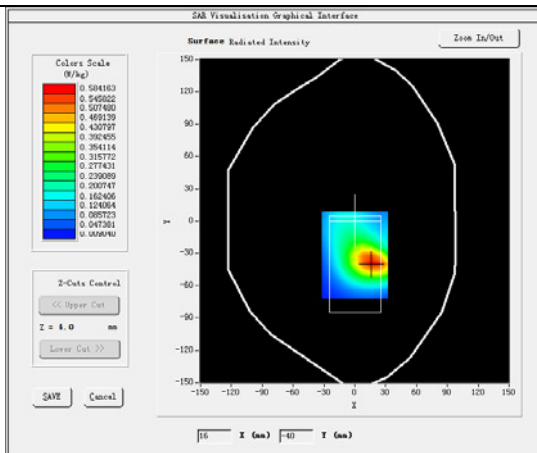 SAR Visualisation Graphical Interface
Surface Radiated Intensity
Zoom In/Out
Colors Scale
(W/kg)
0.584163
0.545822
0.507480
0.469139
0.430797
0.392455
0.354114
0.315772
0.277431
0.239089
0.200747
0.162406
0.124064
0.085723
0.047381
0.009040
Z-Cuts Control
<< Upper Cut
Z = 4.0 mm
Lower Cut >>
SAVE
Cancel
150
120
90
60
30
0
-30
-60
-90
-120
-150
Y
-150 -120 -90 -60 -30 0 30 60 90 120 150
X
16 X (mm) -40 Y (mm)